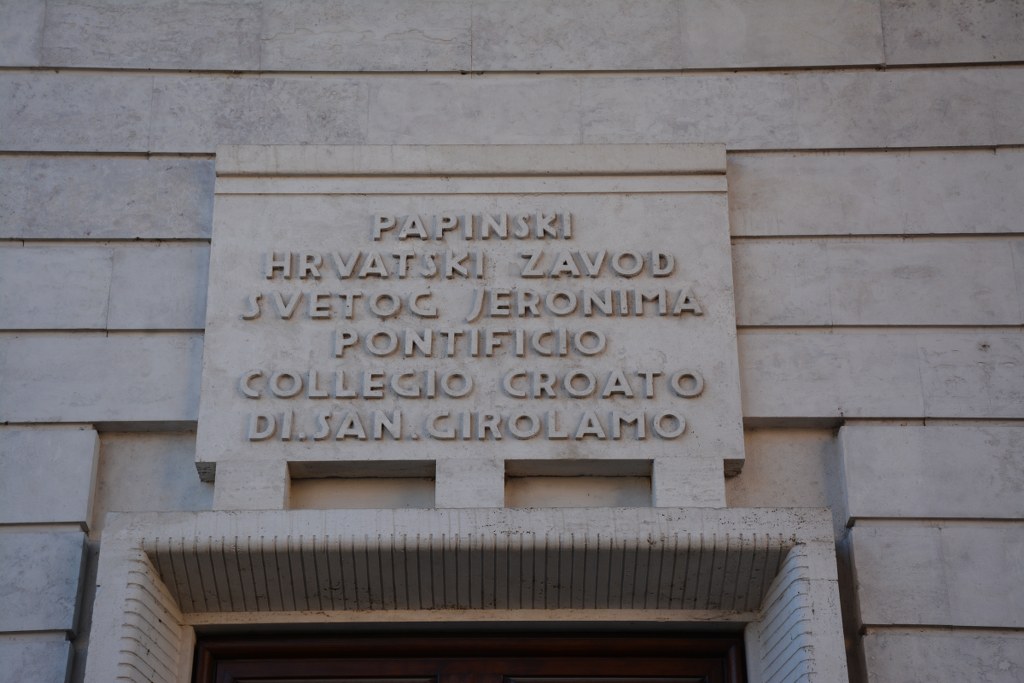 PAPINSKI
HRVATSKI ZAVOD
SVETOG JERONIMA
PONTIFICIO
COLLEGIO CROATO
DI.SAN.GIROLAMO